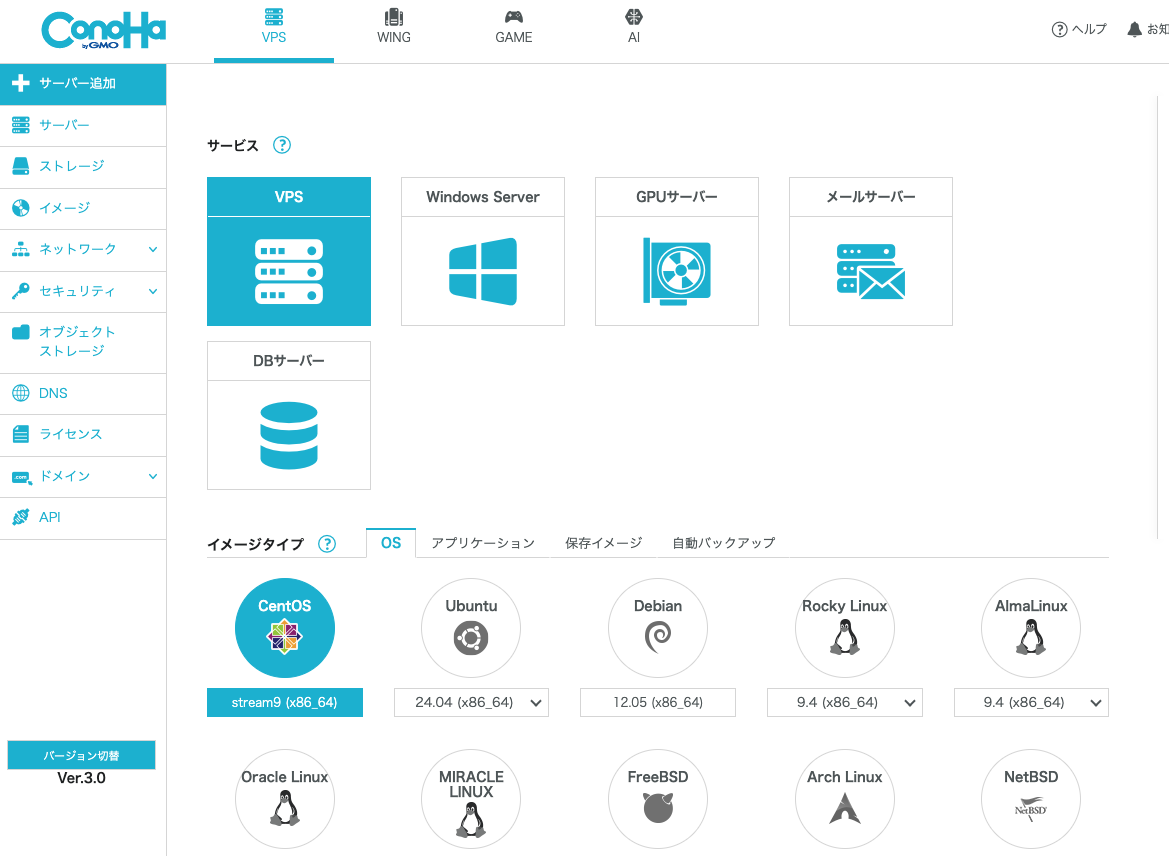 ConoHa
by GMO
VPS
WING
GAME
AI
ヘルプ
お知
サーバー追加
サーバー
ストレージ
イメージ
ネットワーク
セキュリティ
オブジェクト
ストレージ
DNS
ライセンス
.com
ドメイン
API
バージョン切替
Ver.3.0
サービス
VPS
Windows Server
GPUサーバー
メールサーバー
DBサーバー
イメージタイプ
OS
アプリケーション
保存イメージ
自動バックアップ
CentOS
Ubuntu
Debian
Rocky Linux
AlmaLinux
stream9 (x86_64)
24.04 (x86_64)
12.05 (x86_64)
9.4 (x86_64)
9.4 (x86_64)
Oracle Linux
MIRACLE
LINUX
FreeBSD
Arch Linux
NetBSD
NetBSD